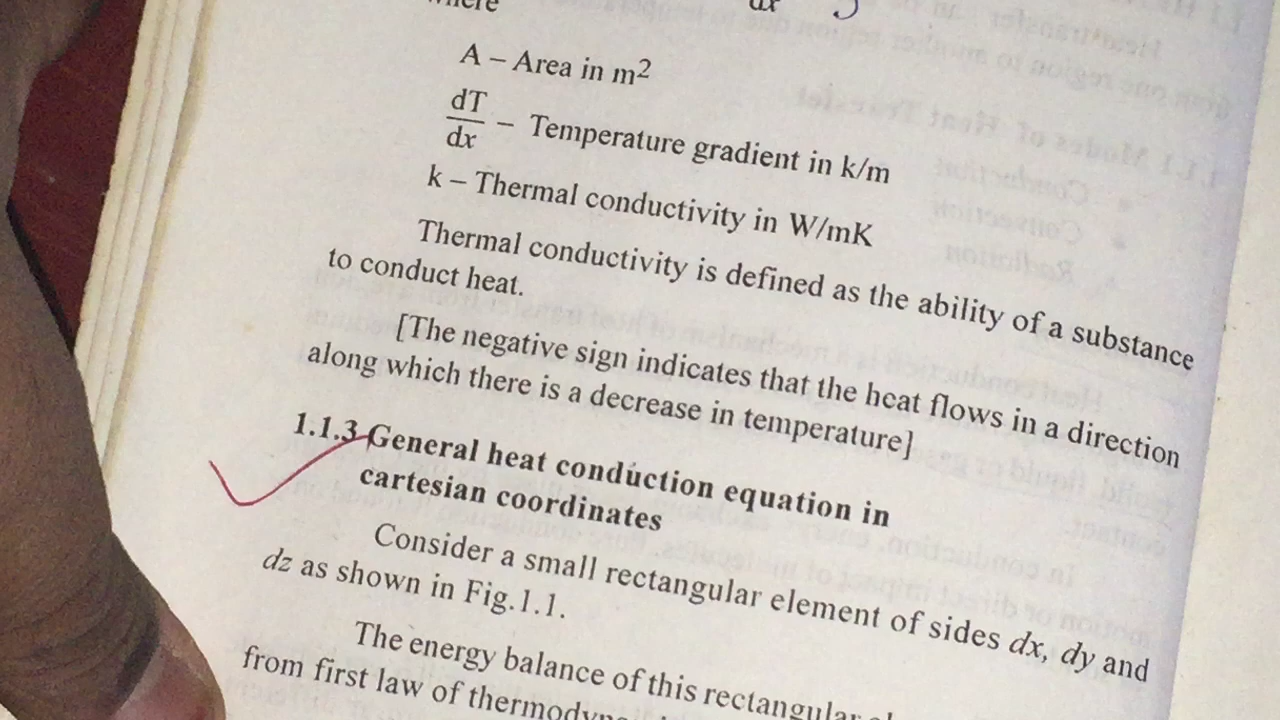 where
dx
A – Area in m²
dT
dx
– Temperature gradient in k/m
k – Thermal conductivity in W/mK
Thermal conductivity is defined as the ability of a substance
to conduct heat.
[The negative sign indicates that the heat flows in a direction
along which there is a decrease in temperature]
1.1.3 General heat conduction equation in
cartesian coordinates
Consider a small rectangular element of sides dx, dy and
dz as shown in Fig.1.1.
The energy balance of this rectangular
from first law of